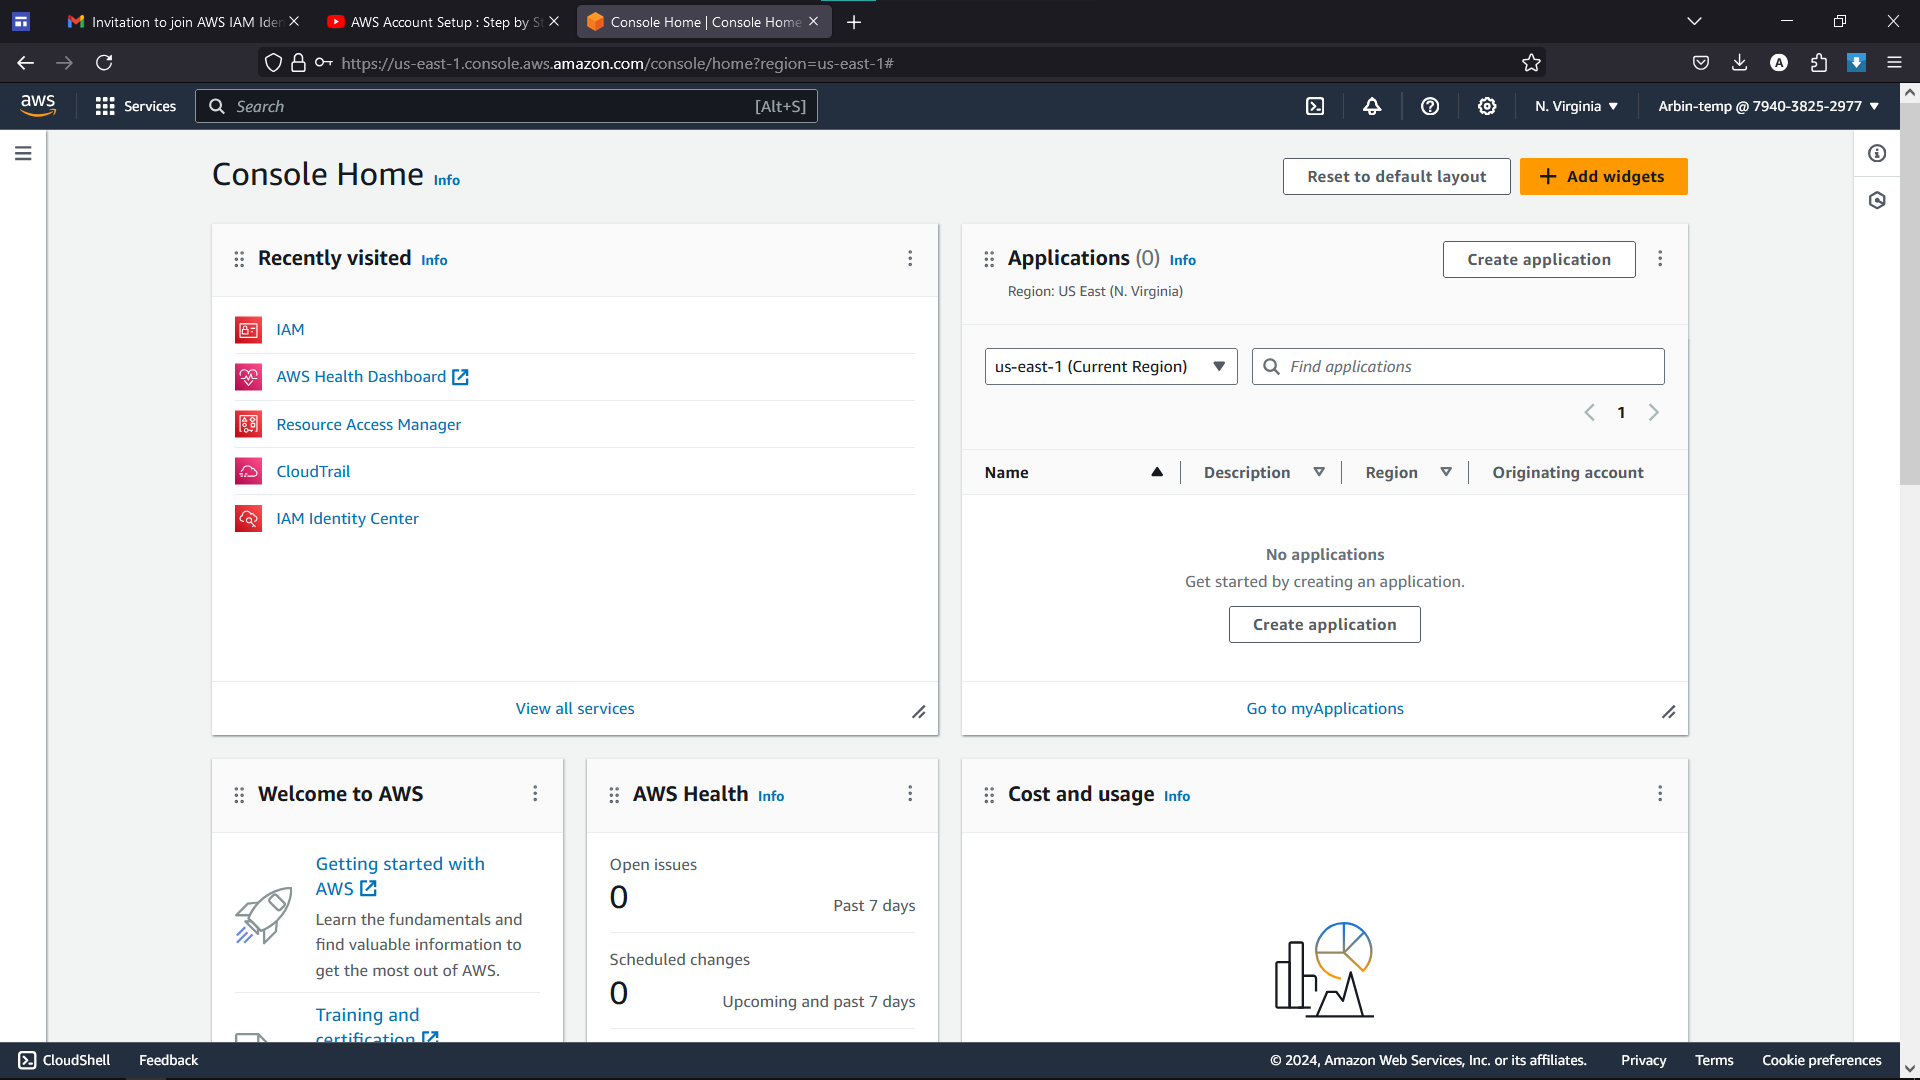 Invitation to join AWS IAM Iden
AWS Account Setup : Step by St
Console Home | Console Home
https://us-east-1.console.aws.amazon.com/console/home?region=us-east-1#
aws
Services
Search
[Alt+S]
N. Virginia
Arbin-temp @ 7940-3825-2977
Console Home Info
Reset to default layout
Add widgets
Recently visited Info
IAM
AWS Health Dashboard
Resource Access Manager
CloudTrail
IAM Identity Center
View all services
Applications (0) Info
Region: US East (N. Virginia)
Create application
us-east-1 (Current Region)
Find applications
1
Name Description Region Originating account
No applications
Get started by creating an application.
Create application
Go to myApplications
Welcome to AWS
Getting started with
AWS
Learn the fundamentals and
find valuable information to
get the most out of AWS.
Training and
certification
AWS Health Info
Open issues
0
Past 7 days
Scheduled changes
0
Upcoming and past 7 days
Cost and usage Info
CloudShell
Feedback
© 2024, Amazon Web Services, Inc. or its affiliates.
Privacy
Terms
Cookie preferences